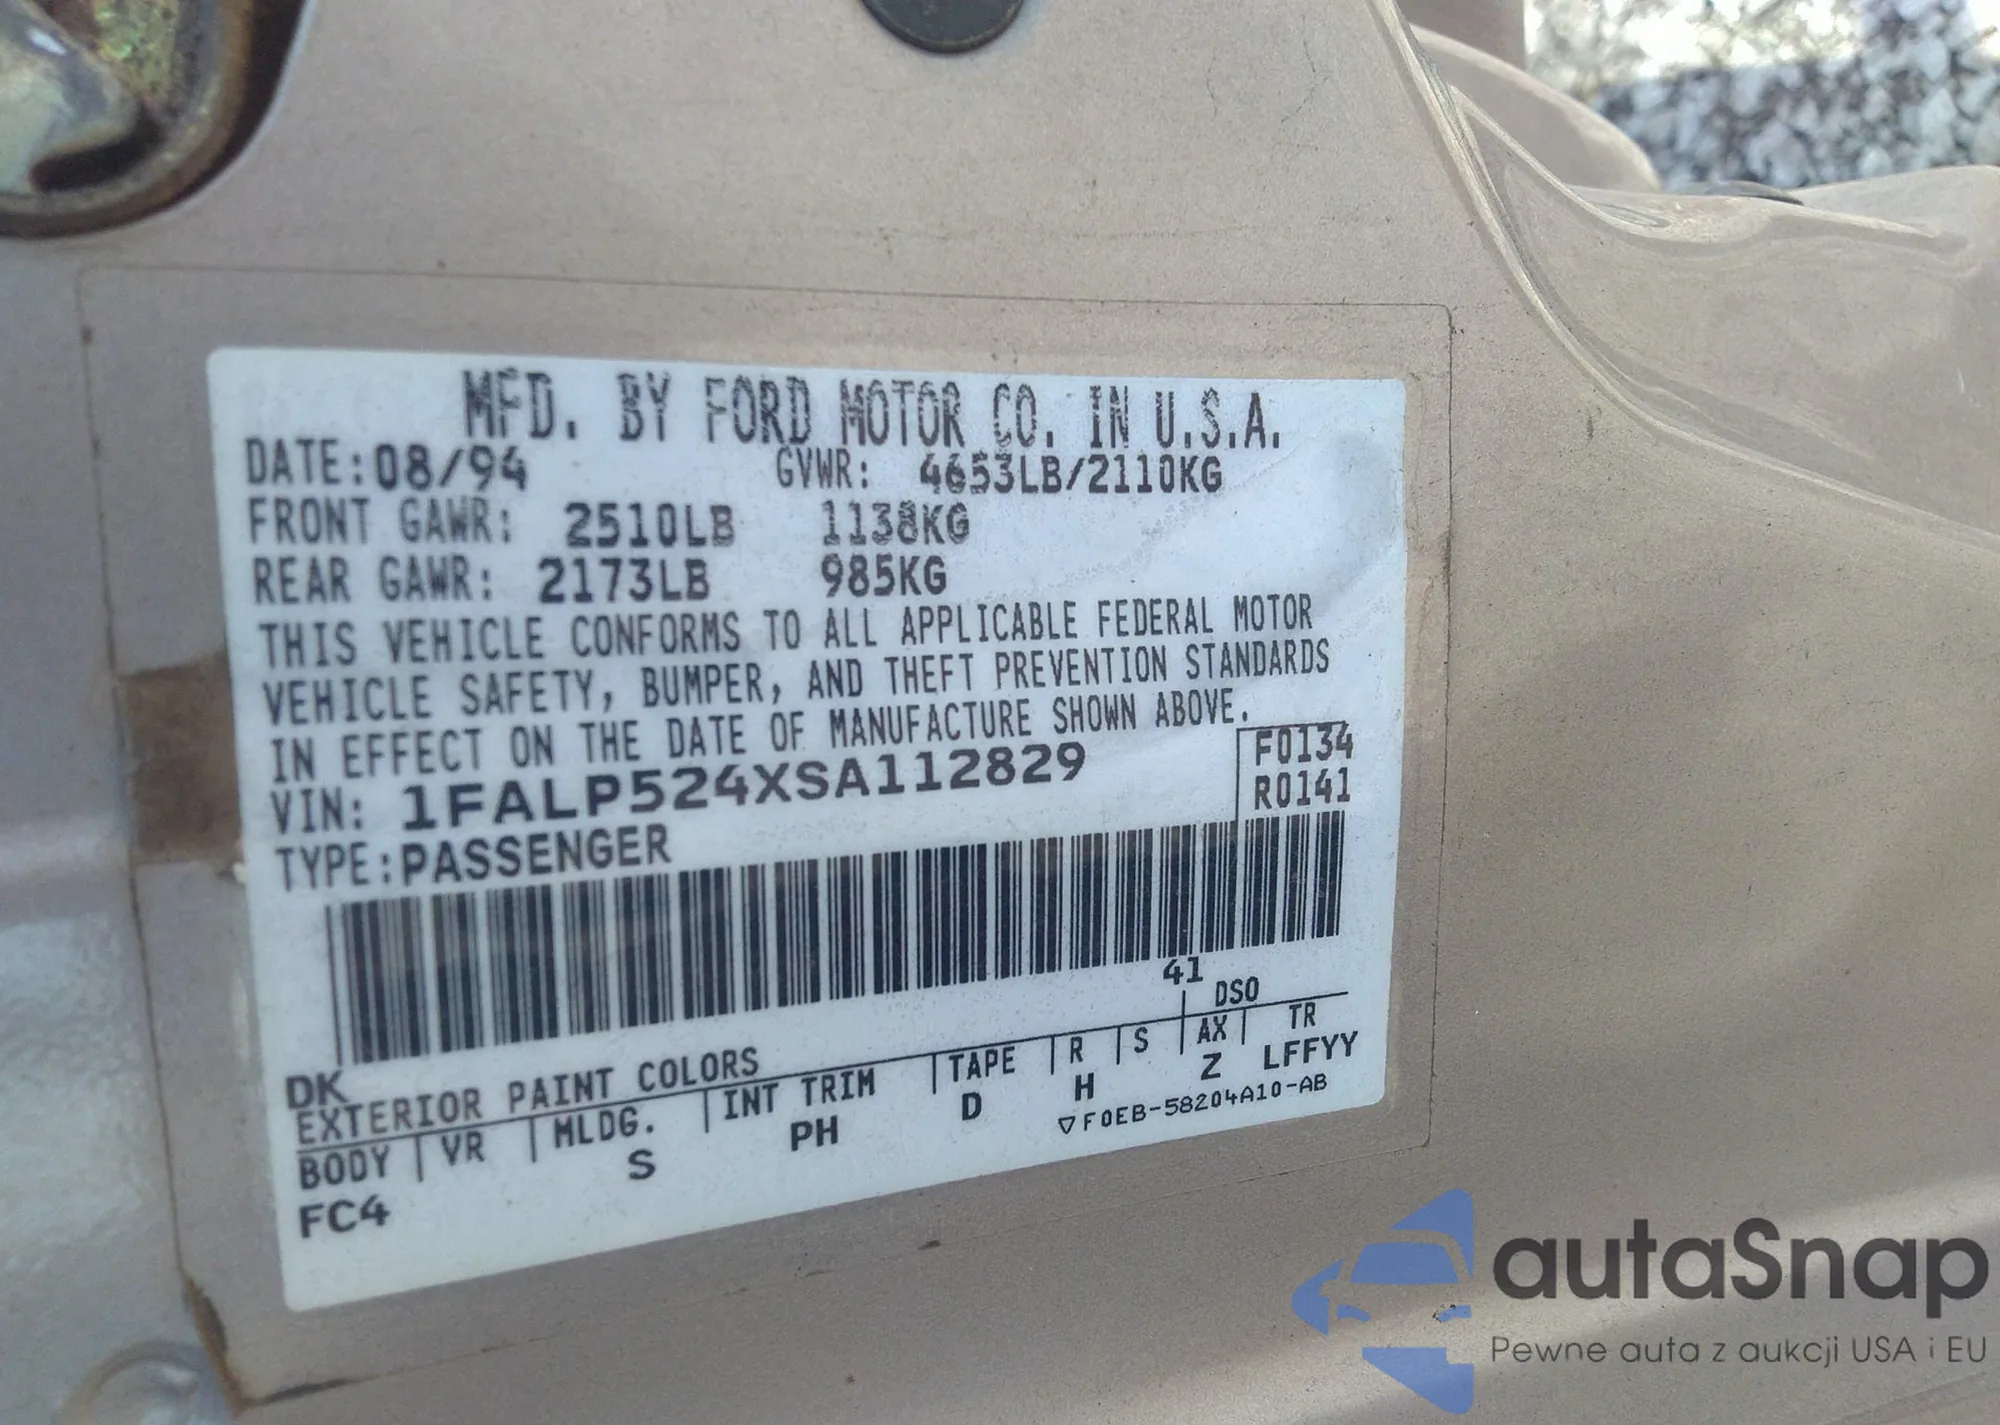 MFD. BY FORD MOTOR CO. IN U.S.A.
DATE: 08/94 GVWR: 4653LB/2110KG
FRONT GAWR: 2510LB 1138KG
REAR GAWR: 2173LB 985KG
THIS VEHICLE CONFORMS TO ALL APPLICABLE FEDERAL MOTOR
VEHICLE SAFETY, BUMPER, AND THEFT PREVENTION STANDARDS
IN EFFECT ON THE DATE OF MANUFACTURE SHOWN ABOVE.
VIN: 1FALP524XSA112829
F0134
R0141
TYPE: PASSENGER
41
DK
DSO
EXTERIOR PAINT COLORS
BODY VR MLDG. INT TRIM TAPE R S AX TR
FC4 S PH D H Z LFFYY
▽F0EB-58204A10-AB
autaSnap
Pewne auta z aukcji USA i EU